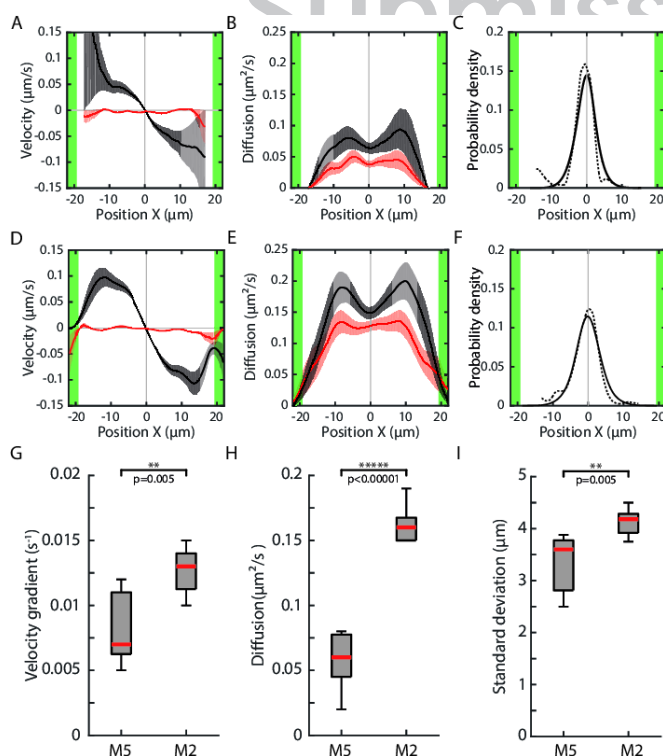 Submiss
A
B
C
Velocity (µm/s)
0.15
0.1
0.05
0
-0.05
-0.1
-0.15
-20 -10 0 10 20
Position X (µm)
Diffusion (µm²/s)
0.25
0.2
0.15
0.1
0.05
0
-20 -10 0 10 20
Position X (µm)
Probability density
0.2
0.15
0.1
0.05
0
-20 -10 0 10 20
Position X (µm)
D
E
F
Velocity (µm/s)
0.15
0.1
0.05
0
-0.05
-0.1
-0.15
-20 -10 0 10 20
Position X (µm)
Diffusion (µm²/s)
0.25
0.2
0.15
0.1
0.05
0
-20 -10 0 10 20
Position X (µm)
Probability density
0.2
0.15
0.1
0.05
0
-20 -10 0 10 20
Position X (µm)
G
H
I
Velocity gradient (s⁻¹)
0.02
0.015
0.01
0.005
0
**
p=0.005
M5 M2
Diffusion(µm²/s)
0.2
0.15
0.1
0.05
0
*****
p<0.00001
M5 M2
Standard deviation (µm)
5
4
3
2
1
0
**
p=0.005
M5 M2